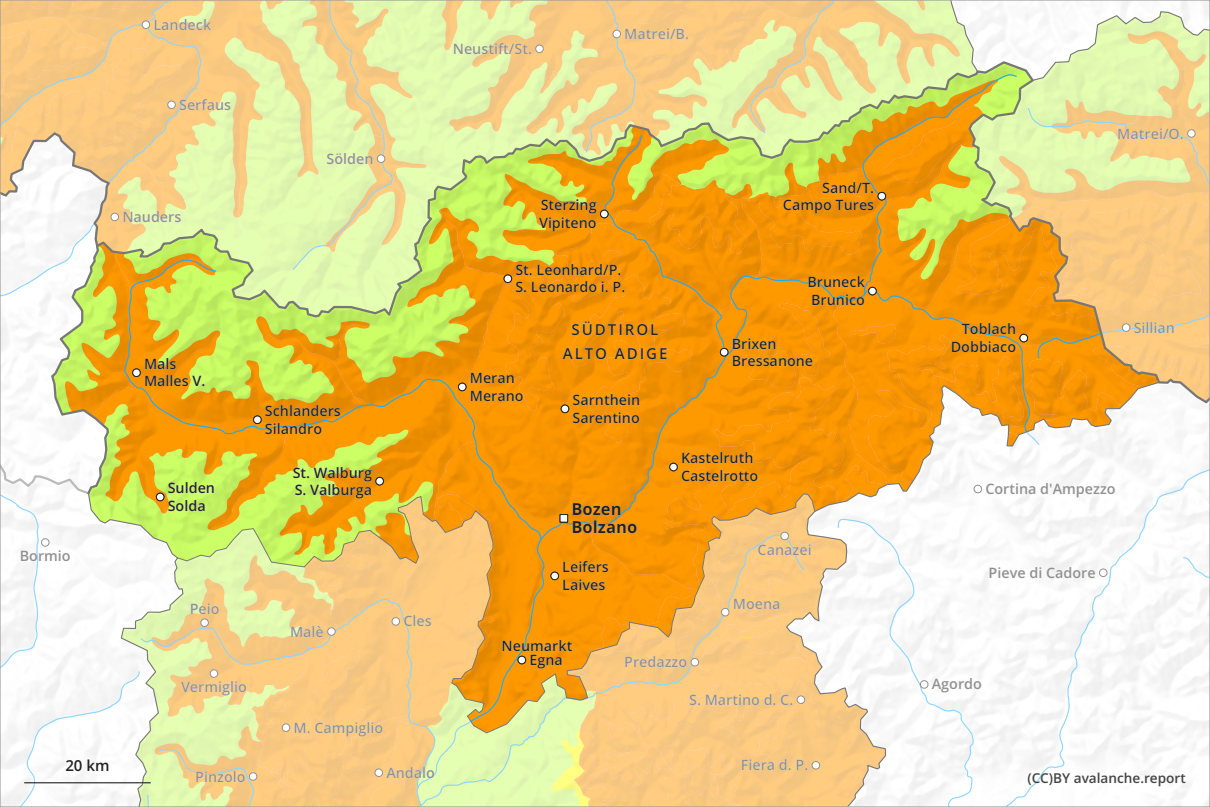 Landeck
Matrei/B.
Neustift/St.
Serfaus
Matrei/O.
Sölden
Sand/T.
Campo Tures
Nauders
Sterzing
Vipiteno
St. Leonhard/P.
S. Leonardo i. P.
Bruneck
Brunico
SÜDTIROL
ALTO ADIGE
Toblach
Dobbiaco
Sillian
Brixen
Bressanone
Mals
Malles V.
Meran
Merano
Sarnthein
Sarentino
Schlanders
Silandro
Kastelruth
Castelrotto
St. Walburg
S. Valburga
Sulden
Solda
Cortina d'Ampezzo
Bozen
Bolzano
Canazei
Bormio
Leifers
Laives
Pieve di Cadore
Peio
Moena
Cles
Malè
Neumarkt
Egna
Predazzo
Vermiglio
Agordo
S. Martino d. C.
M. Campiglio
20 km
Pinzolo
Andalo
Fiera d. P.
(CC)BY avalanche.report